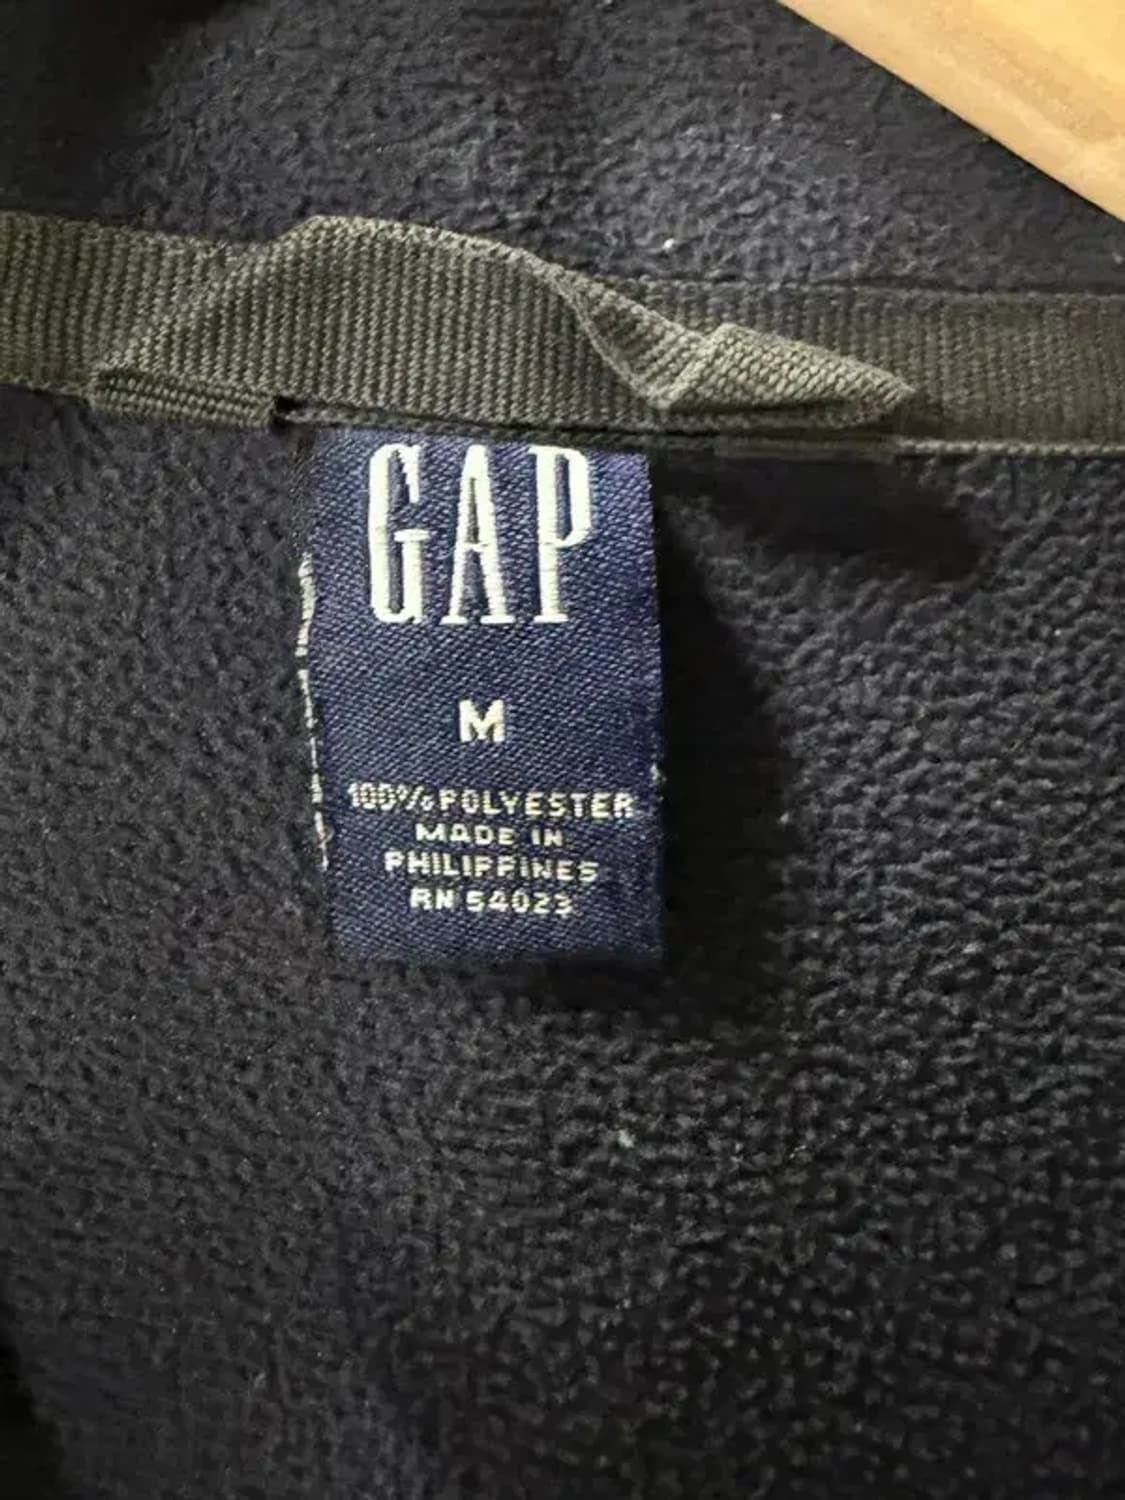 GAP
M
100% POLYESTER
MADE IN
PHILIPPINES
RN 54023